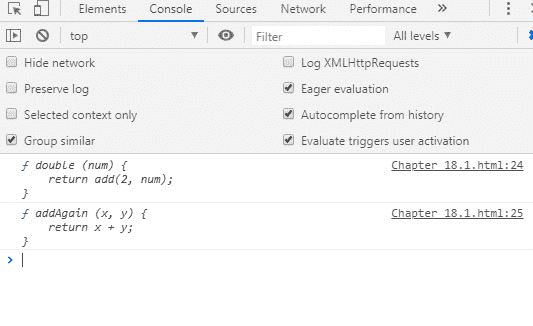 Elements Console Sources Network Performance »
top Filter All levels
Hide network Log XMLHttpRequests
Preserve log Eager evaluation
Selected context only Autocomplete from history
Group similar Evaluate triggers user activation
ƒ double (num) { Chapter 18.1.html:24
return add(2, num);
}
ƒ addAgain (x, y) { Chapter 18.1.html:25
return x + y;
}
>